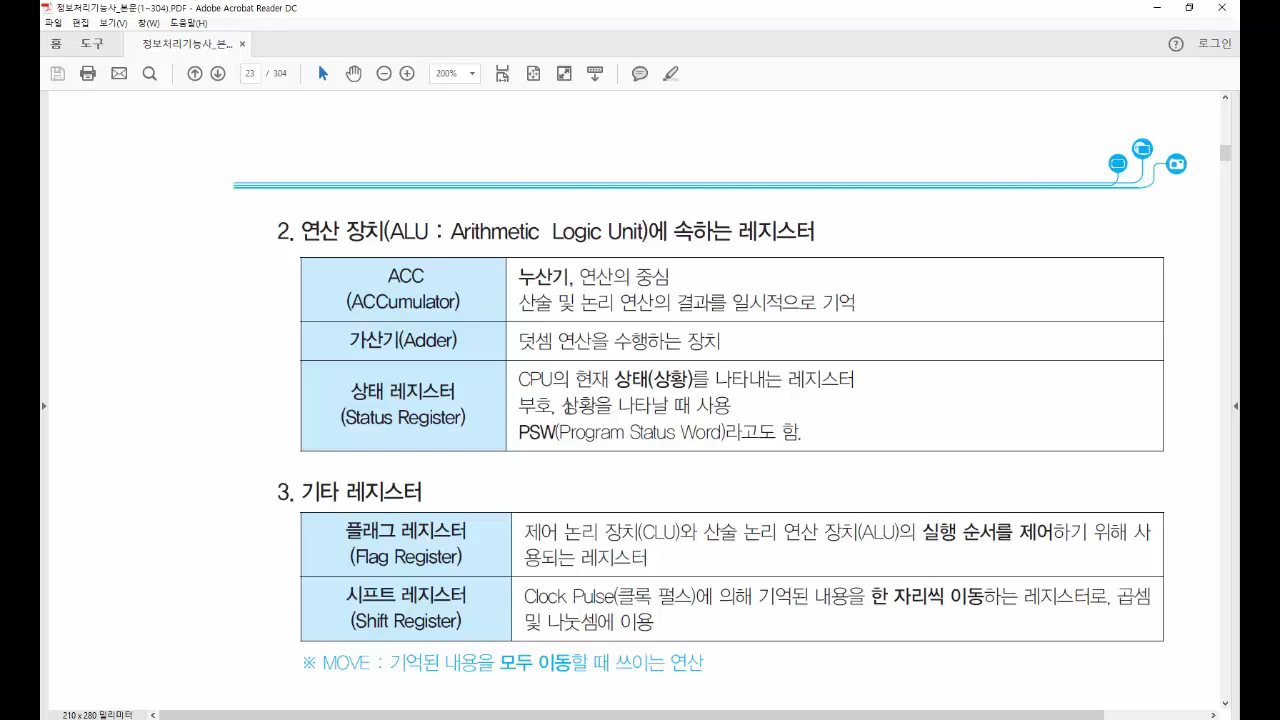 정보처리기능사_본문(1~304).PDF - Adobe Acrobat Reader DC
파일 편집 보기(V) 창(W) 도움말(H)
홈 도구 정보처리기능사_본... × 로그인
23 / 304 200%
2. 연산 장치(ALU : Arithmetic Logic Unit)에 속하는 레지스터
ACC
(ACCumulator)
누산기, 연산의 중심
산술 및 논리 연산의 결과를 일시적으로 기억
가산기(Adder)
덧셈 연산을 수행하는 장치
상태 레지스터
(Status Register)
CPU의 현재 상태(상황)를 나타내는 레지스터
부호, 상황을 나타날 때 사용
PSW(Program Status Word)라고도 함.
3. 기타 레지스터
플래그 레지스터
(Flag Register)
제어 논리 장치(CLU)와 산술 논리 연산 장치(ALU)의 실행 순서를 제어하기 위해 사
용되는 레지스터
시프트 레지스터
(Shift Register)
Clock Pulse(클록 펄스)에 의해 기억된 내용을 한 자리씩 이동하는 레지스터로, 곱셈
및 나눗셈에 이용
※ MOVE : 기억된 내용을 모두 이동할 때 쓰이는 연산
210 x 280 밀리미터